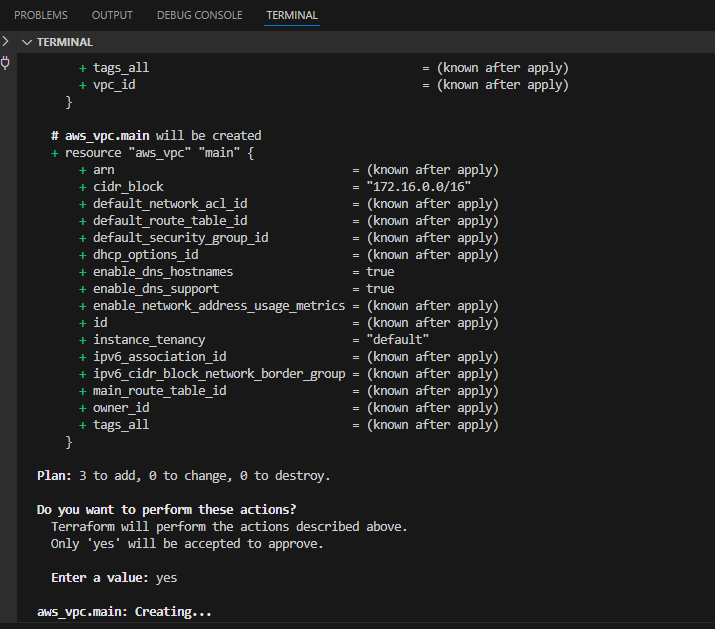 PROBLEMS OUTPUT DEBUG CONSOLE TERMINAL
TERMINAL
+ tags_all = (known after apply)
+ vpc_id = (known after apply)
}
# aws_vpc.main will be created
+ resource "aws_vpc" "main" {
+ arn = (known after apply)
+ cidr_block = "172.16.0.0/16"
+ default_network_acl_id = (known after apply)
+ default_route_table_id = (known after apply)
+ default_security_group_id = (known after apply)
+ dhcp_options_id = (known after apply)
+ enable_dns_hostnames = true
+ enable_dns_support = true
+ enable_network_address_usage_metrics = (known after apply)
+ id = (known after apply)
+ instance_tenancy = "default"
+ ipv6_association_id = (known after apply)
+ ipv6_cidr_block_network_border_group = (known after apply)
+ main_route_table_id = (known after apply)
+ owner_id = (known after apply)
+ tags_all = (known after apply)
}
Plan: 3 to add, 0 to change, 0 to destroy.
Do you want to perform these actions?
Terraform will perform the actions described above.
Only 'yes' will be accepted to approve.
Enter a value: yes
aws_vpc.main: Creating...